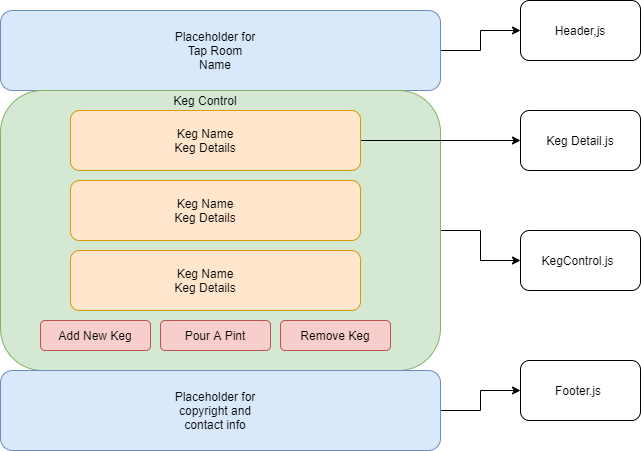 Placeholder for
Tap Room
Name
Header,js
Keg Control
Keg Name
Keg Details
Keg Detail.js
Keg Name
Keg Details
KegControl.js
Keg Name
Keg Details
Add New Keg
Pour A Pint
Remove Keg
Placeholder for
copyright and
contact info
Footer.js